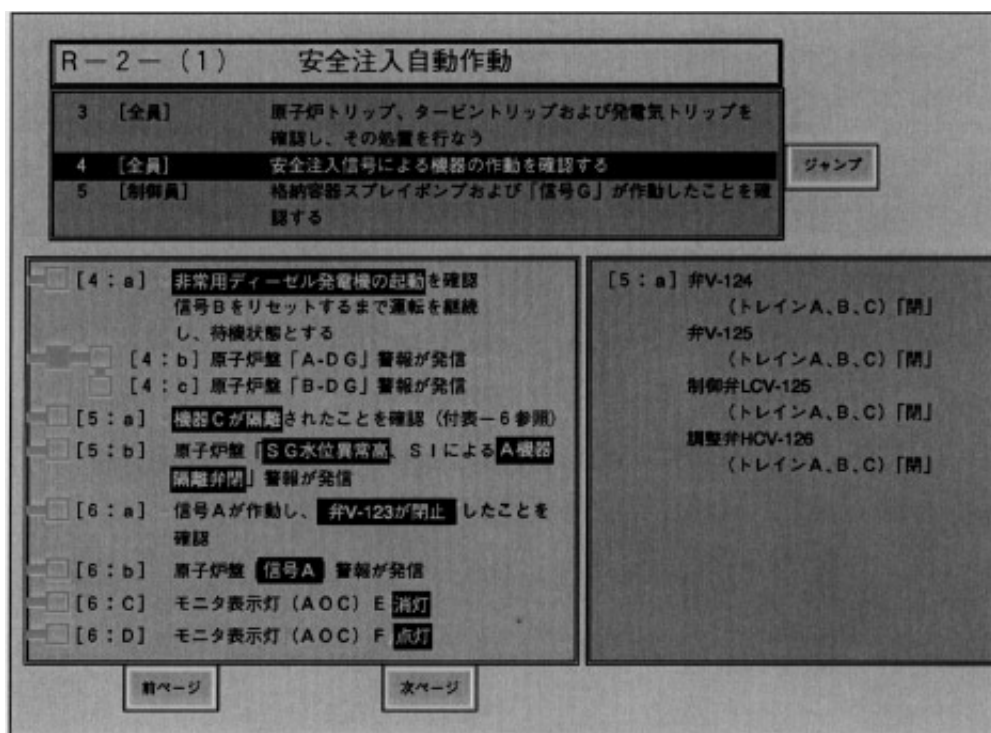 R－2－(1)　　安全注入自動作動
3　[全員]　原子炉トリップ、タービントリップおよび発電気トリップを
確認し、その処置を行なう
4　[全員]　安全注入信号による機器の作動を確認する
5　[制御員]　格納容器スプレイポンプおよび「信号G」が作動したことを確
認する
ジャンプ
[4：a]　非常用ディーゼル発電機の起動を確認
信号Bをリセットするまで運転を継続
し、待機状態とする
[4：b] 原子炉盤「A-DG」警報が発信
[4：c] 原子炉盤「B-DG」警報が発信
[5：a]　機器Cが隔離されたことを確認（付表－6参照）
[5：b]　原子炉盤「SG水位異常高、SIによるA機器
隔離弁閉」警報が発信
[6：a]　信号Aが作動し、弁V-123が閉止したことを
確認
[6：b]　原子炉盤「信号A」警報が発信
[6：C]　モニタ表示灯（AOC）E 消灯
[6：D]　モニタ表示灯（AOC）F 点灯
[5：a] 弁V-124
（トレインA、B、C）「閉」
弁V-125
（トレインA、B、C）「閉」
制御弁LCV-125
（トレインA、B、C）「閉」
調整弁HCV-126
（トレインA、B、C）「閉」
前ページ
次ページ